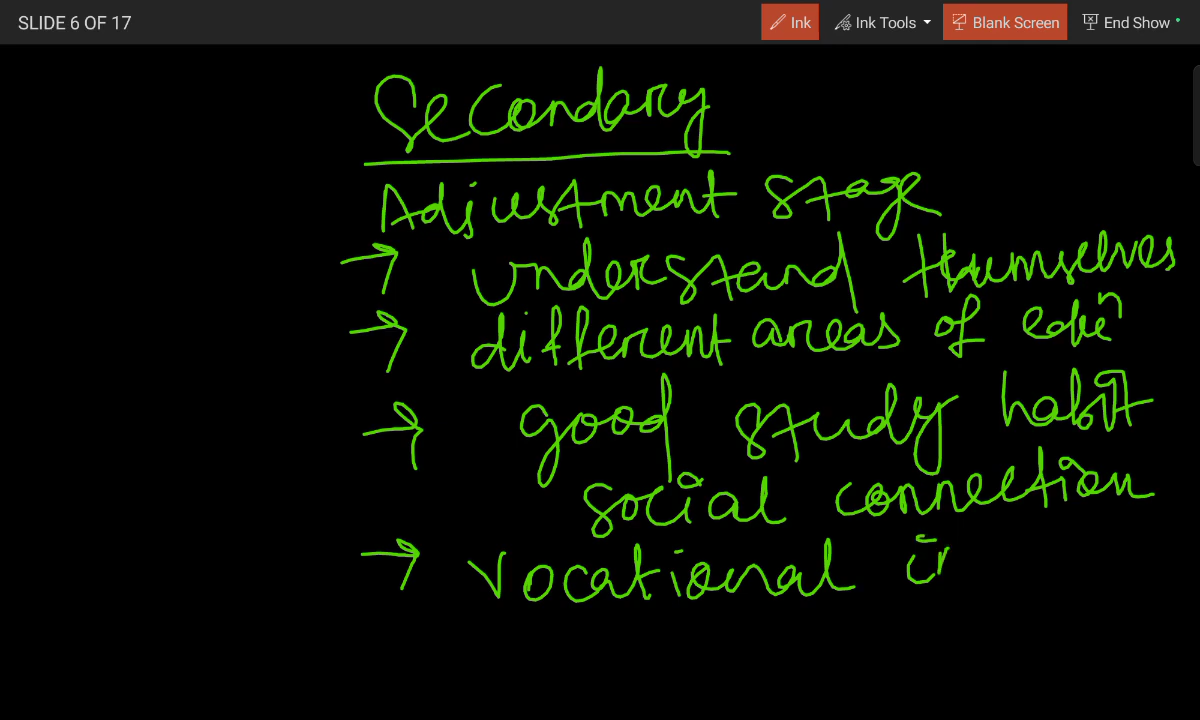 SLIDE 6 OF 17 Ink Ink Tools Blank Screen End Show
Secondary
Adjustment stage
→ understand themselves
→ different areas of eduⁿ
→ good study habit
social connection
→ vocational in